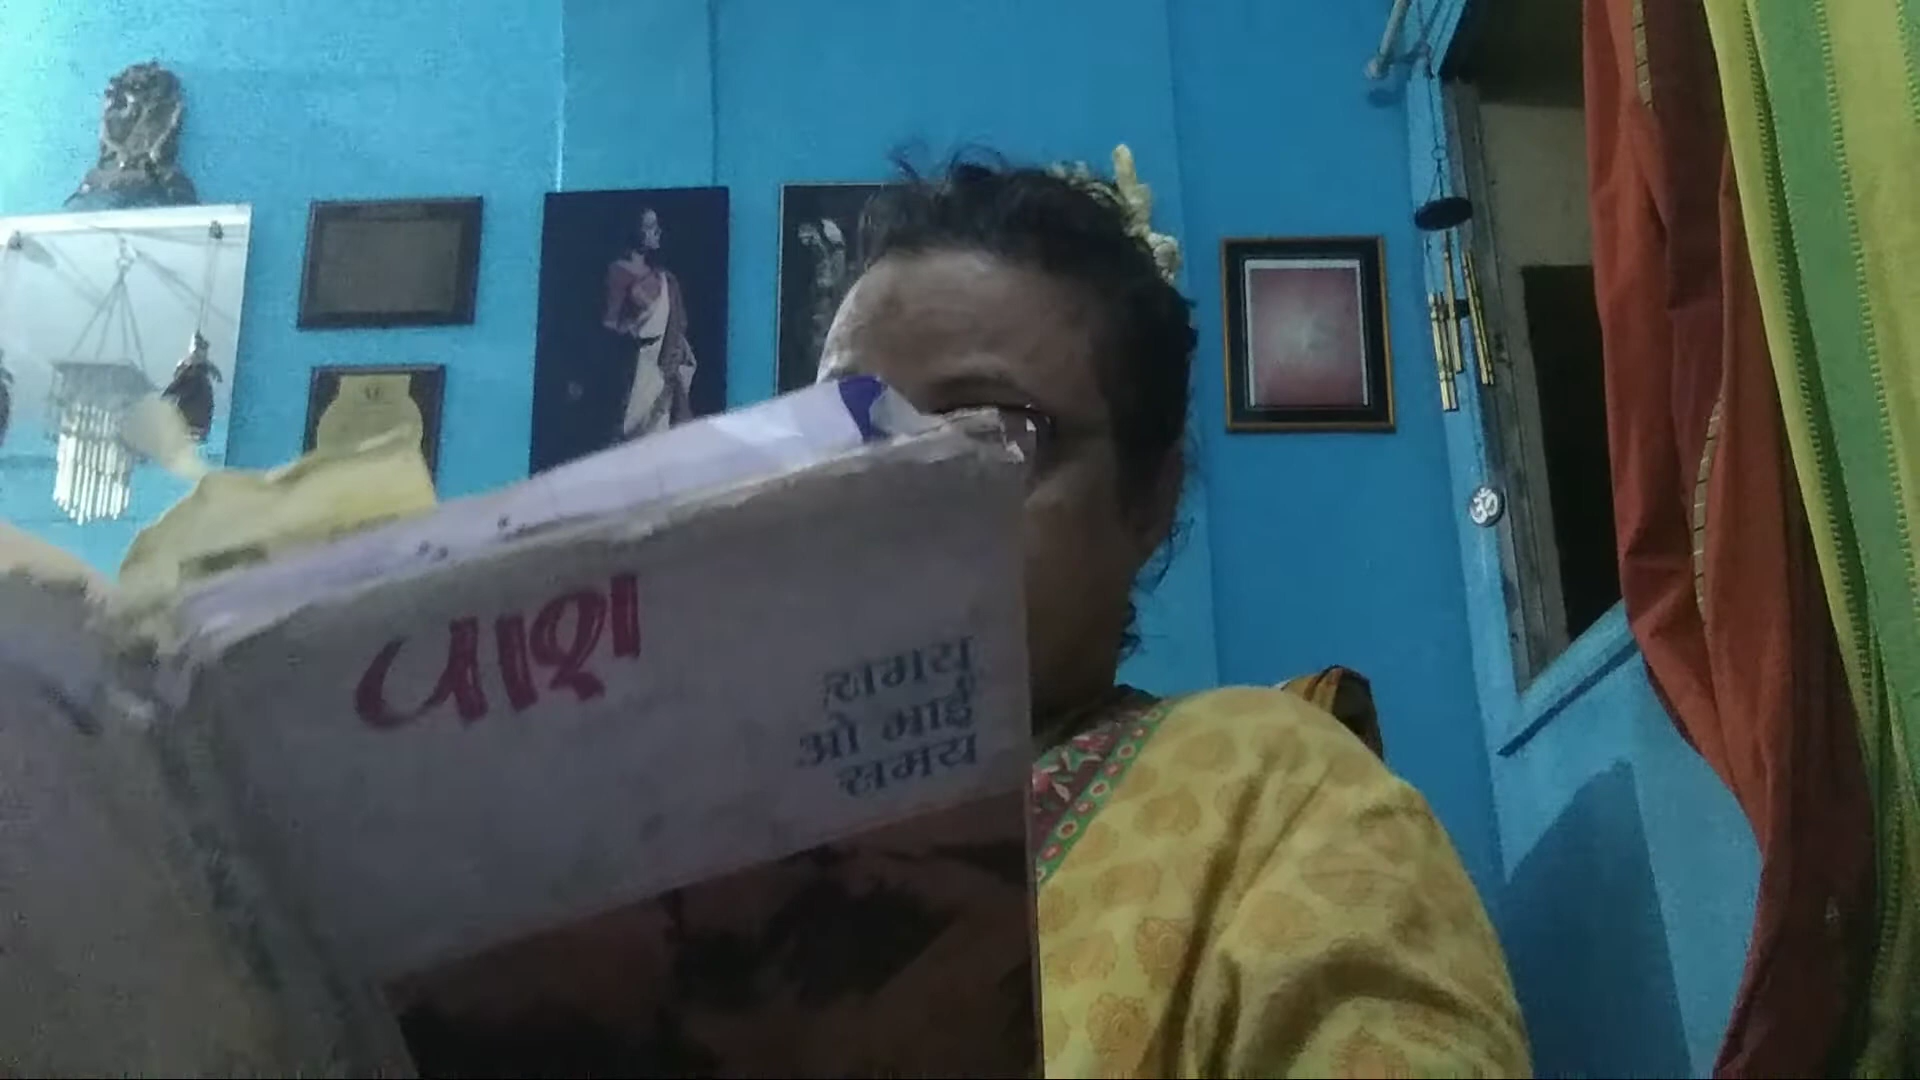 पाश
समय
ओ भाई
समय
ॐ